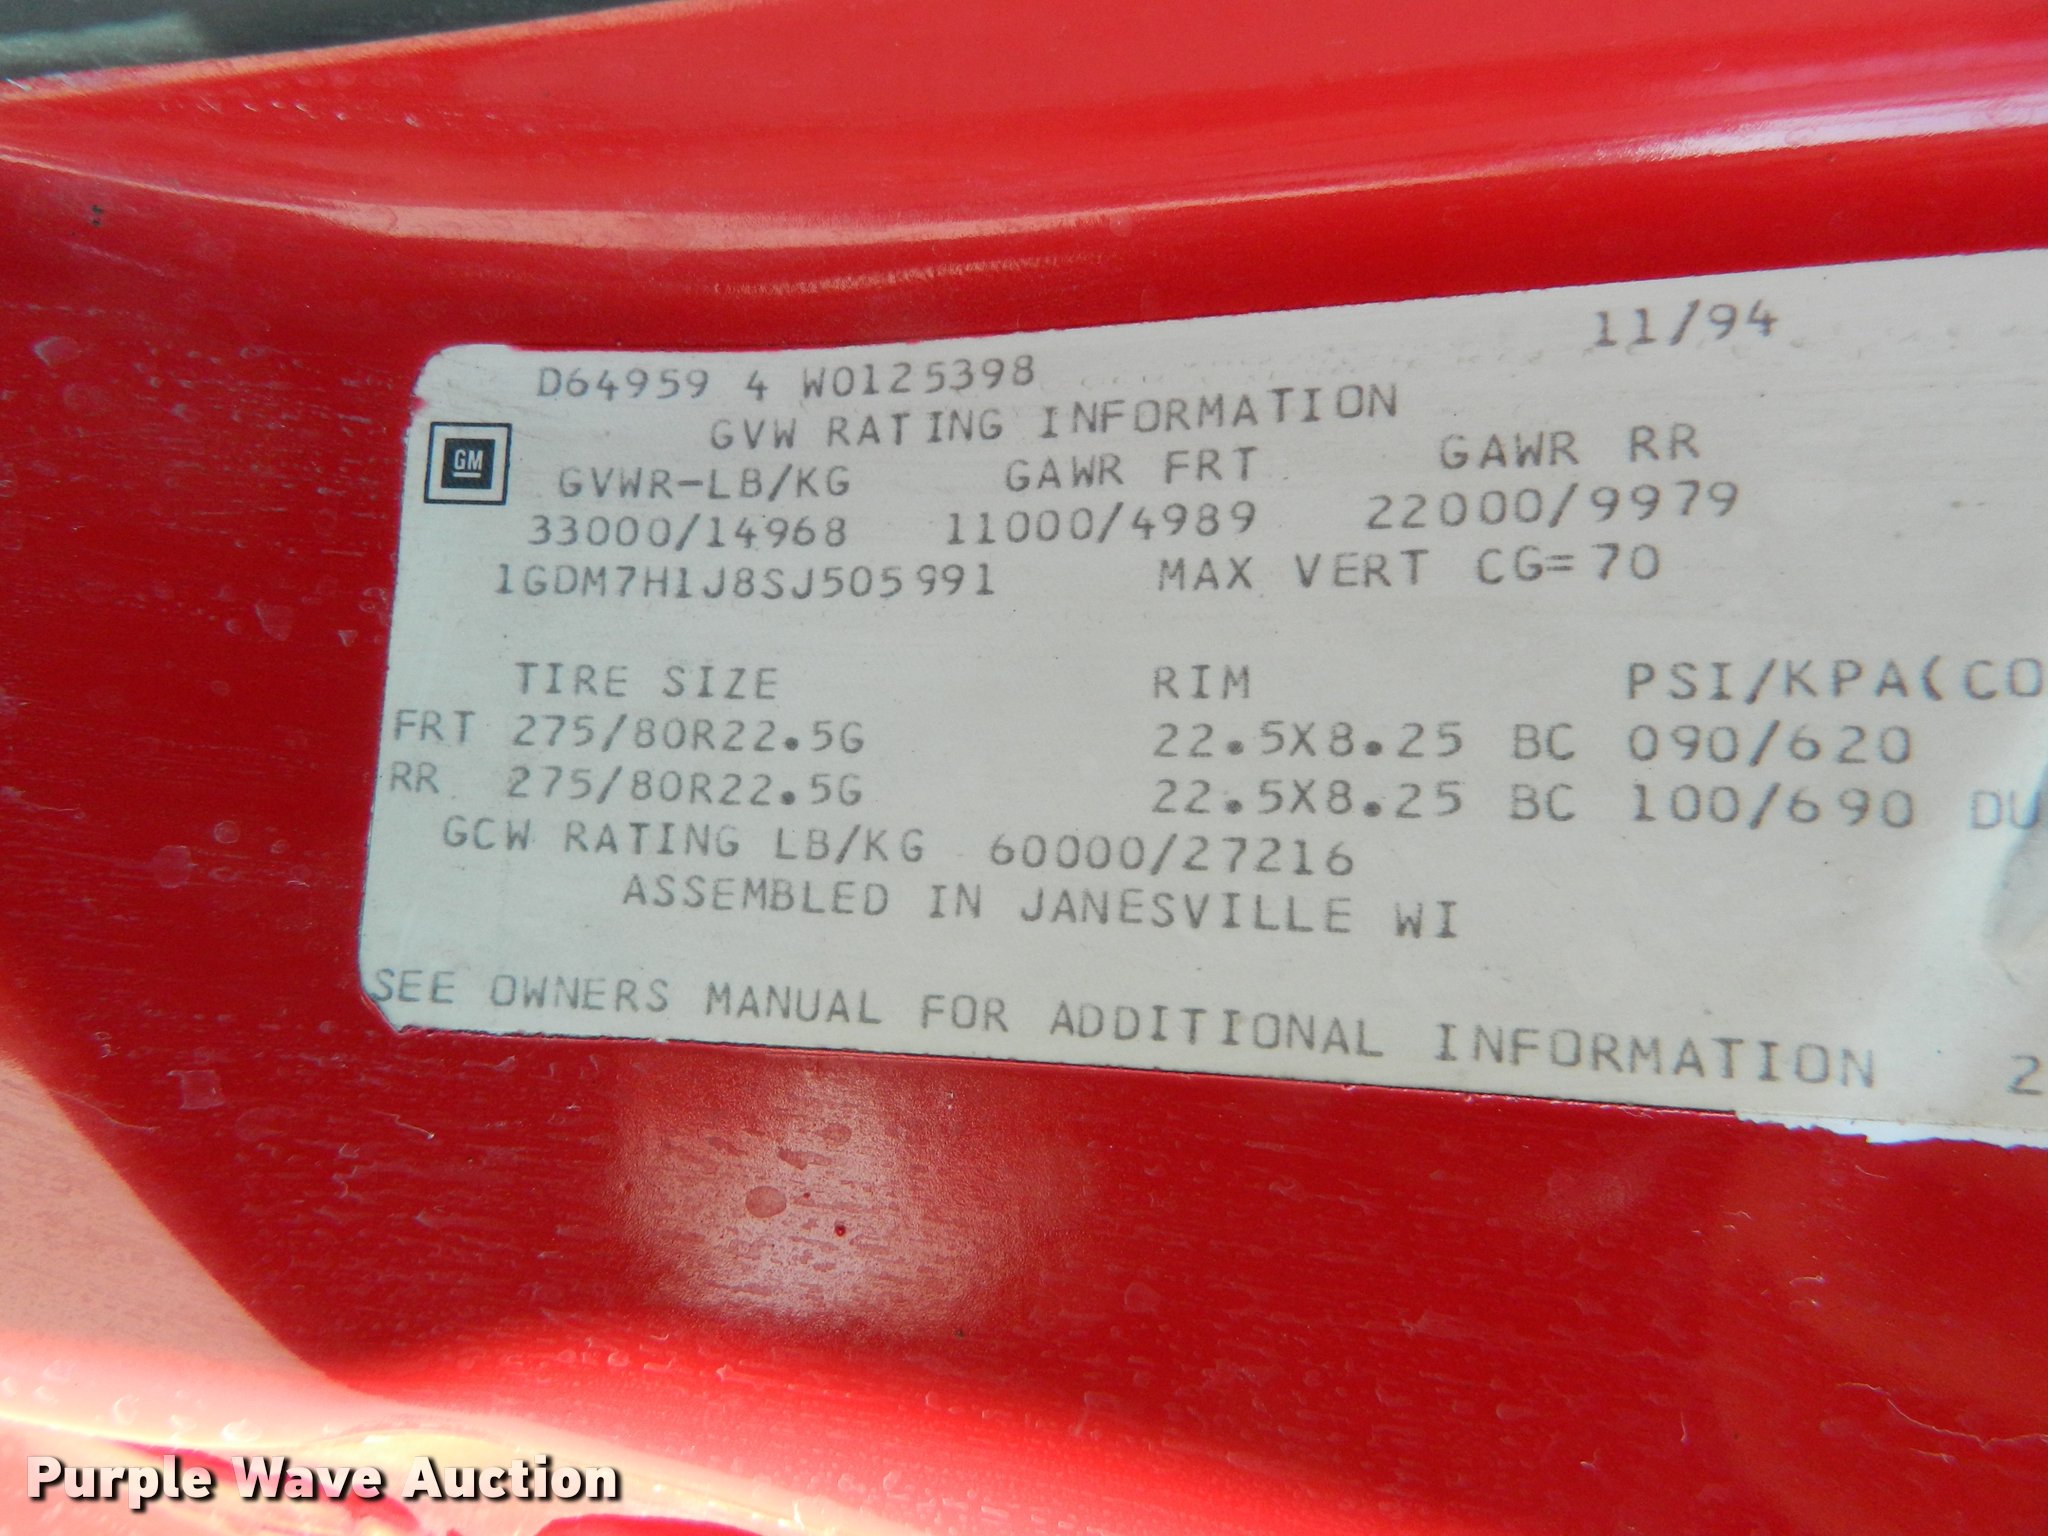 11/94
D64959 4 W0125398
GVW RATING INFORMATION
GM
GVWR-LB/KG GAWR FRT GAWR RR
33000/14968 11000/4989 22000/9979
1GDM7H1J8SJ505991 MAX VERT CG=70
TIRE SIZE RIM PSI/KPA(CO
FRT 275/80R22.5G 22.5X8.25 BC 090/620
RR 275/80R22.5G 22.5X8.25 BC 100/690 DU
GCW RATING LB/KG 60000/27216
ASSEMBLED IN JANESVILLE WI
SEE OWNERS MANUAL FOR ADDITIONAL INFORMATION 2
Purple Wave Auction